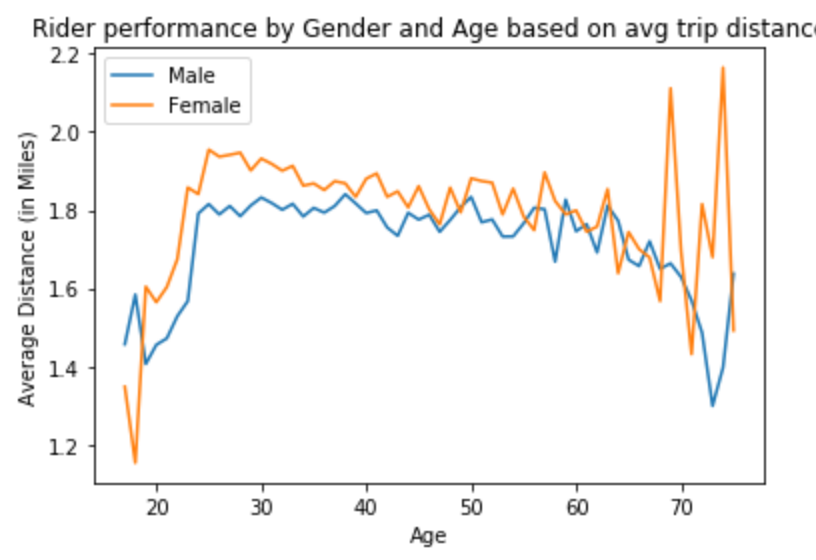 Rider performance by Gender and Age based on avg trip distance
2.2
2.0
1.8
1.6
1.4
1.2
Average Distance (in Miles)
Male
Female
20 30 40 50 60 70
Age